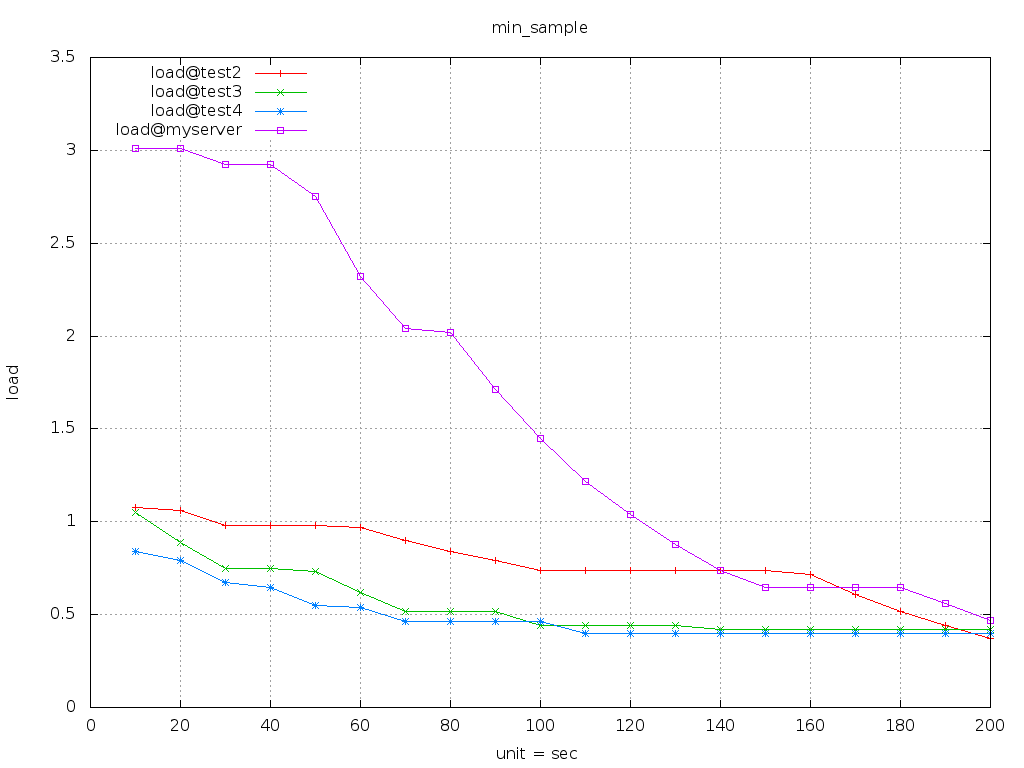 min_sample
3.5
3
2.5
2
1.5
1
0.5
0
load
load@test2
load@test3
load@test4
load@myserver
0 20 40 60 80 100 120 140 160 180 200
unit = sec